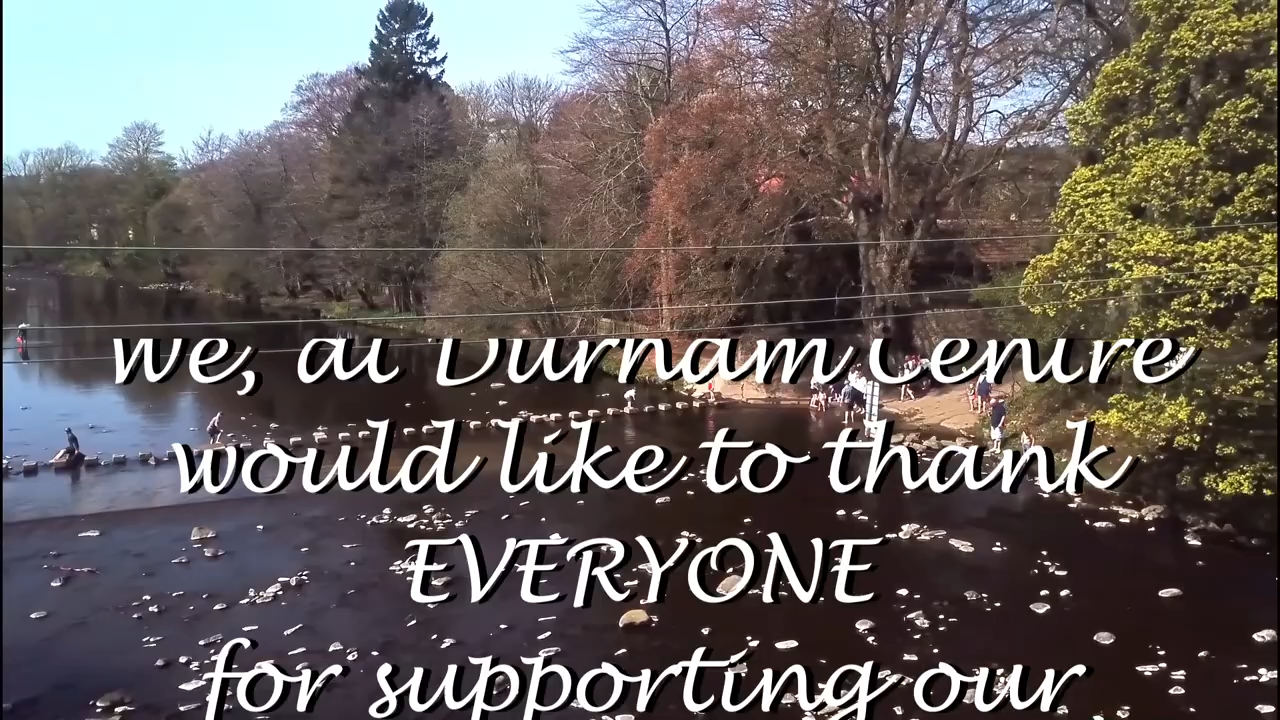 we, at Durham Centre
would like to thank
EVERYONE
for supporting our